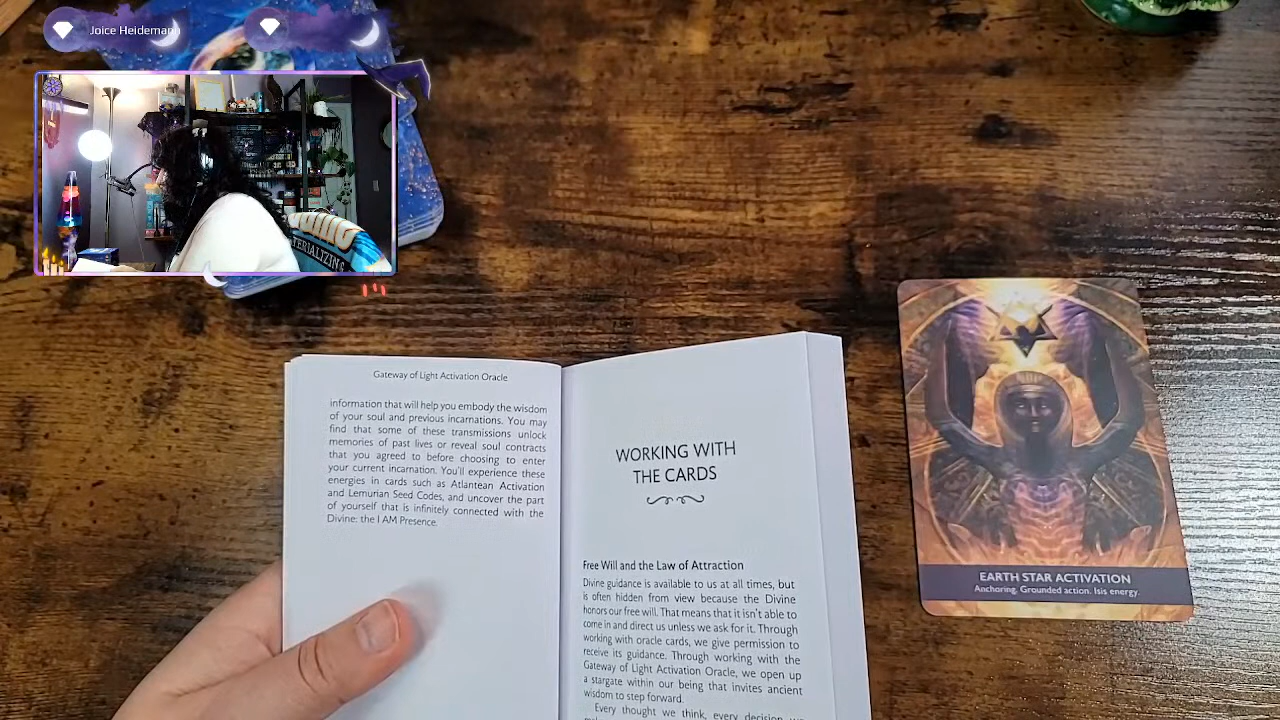 Joice Heidemann
TERIALIZING
Gateway of Light Activation Oracle
information that will help you embody the wisdom
of your soul and previous incarnations. You may
find that some of these transmissions unlock
memories of past lives or reveal soul contracts
that you agreed to before choosing to enter
your current incarnation. You'll experience these
energies in cards such as Atlantean Activation
and Lemurian Seed Codes, and uncover the part
of yourself that is infinitely connected with the
Divine: the I AM Presence.
WORKING WITH
THE CARDS
Free Will and the Law of Attraction
Divine guidance is available to us at all times, but
is often hidden from view because the Divine
honors our free will. That means that it isn't able to
come in and direct us unless we ask for it. Through
working with oracle cards, we give permission to
receive its guidance. Through working with the
Gateway of Light Activation Oracle, we open up
a stargate within our being that invites ancient
wisdom to step forward.
Every thought we think, every decision we
EARTH STAR ACTIVATION
Anchoring. Grounded action. Isis energy.